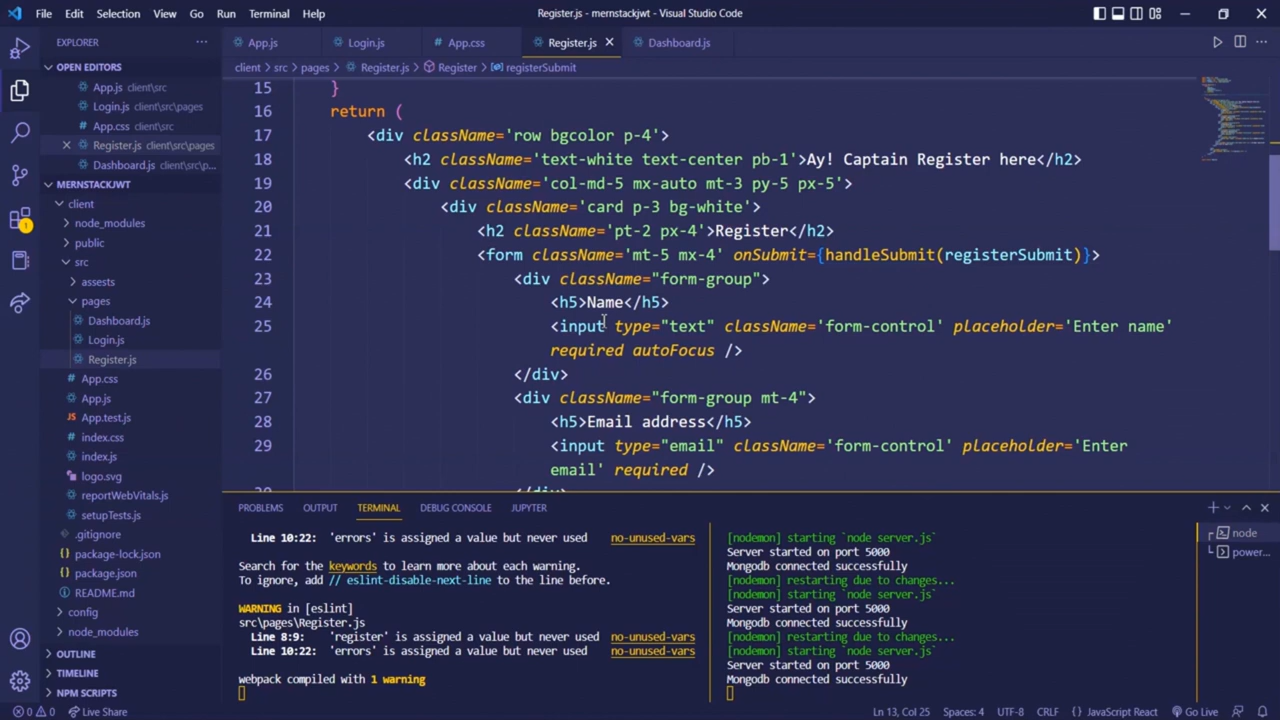 File Edit Selection View Go Run Terminal Help
Register.js - mernstackjwt - Visual Studio Code
EXPLORER
OPEN EDITORS
App.js client\src
Login.js client\src\pages
App.css client\src
Register.js client\src\pages
Dashboard.js client\src\p...
MERNSTACKJWT
client
node_modules
public
src
assests
pages
Dashboard.js
Login.js
Register.js
App.css
App.js
App.test.js
index.css
index.js
logo.svg
reportWebVitals.js
setupTests.js
.gitignore
package-lock.json
package.json
README.md
config
node_modules
OUTLINE
TIMELINE
NPM SCRIPTS
1
App.js Login.js App.css Register.js Dashboard.js
client > src > pages > Register.js > Register > registerSubmit
15 }
16 return (
17 <div className='row bgcolor p-4'>
18 <h2 className='text-white text-center pb-1'>Ay! Captain Register here</h2>
19 <div className='col-md-5 mx-auto mt-3 py-5 px-5'>
20 <div className='card p-3 bg-white'>
21 <h2 className='pt-2 px-4'>Register</h2>
22 <form className='mt-5 mx-4' onSubmit={handleSubmit(registerSubmit)}>
23 <div className="form-group">
24 <h5>Name</h5>
25 <input type="text" className='form-control' placeholder='Enter name'
required autoFocus />
26 </div>
27 <div className="form-group mt-4">
28 <h5>Email address</h5>
29 <input type="email" className='form-control' placeholder='Enter
email' required />
30 </div>
PROBLEMS OUTPUT TERMINAL DEBUG CONSOLE JUPYTER
Line 10:22: 'errors' is assigned a value but never used no-unused-vars
Search for the keywords to learn more about each warning.
To ignore, add // eslint-disable-next-line to the line before.
WARNING in [eslint]
src\pages\Register.js
Line 8:9: 'register' is assigned a value but never used no-unused-vars
Line 10:22: 'errors' is assigned a value but never used no-unused-vars
webpack compiled with 1 warning
[nodemon] starting `node server.js`
Server started on port 5000
Mongodb connected successfully
[nodemon] restarting due to changes...
[nodemon] starting `node server.js`
Server started on port 5000
Mongodb connected successfully
[nodemon] restarting due to changes...
[nodemon] starting `node server.js`
Server started on port 5000
Mongodb connected successfully
node
power...
0 0 Live Share
Ln 13, Col 25 Spaces: 4 UTF-8 CRLF {} JavaScript React Go Live